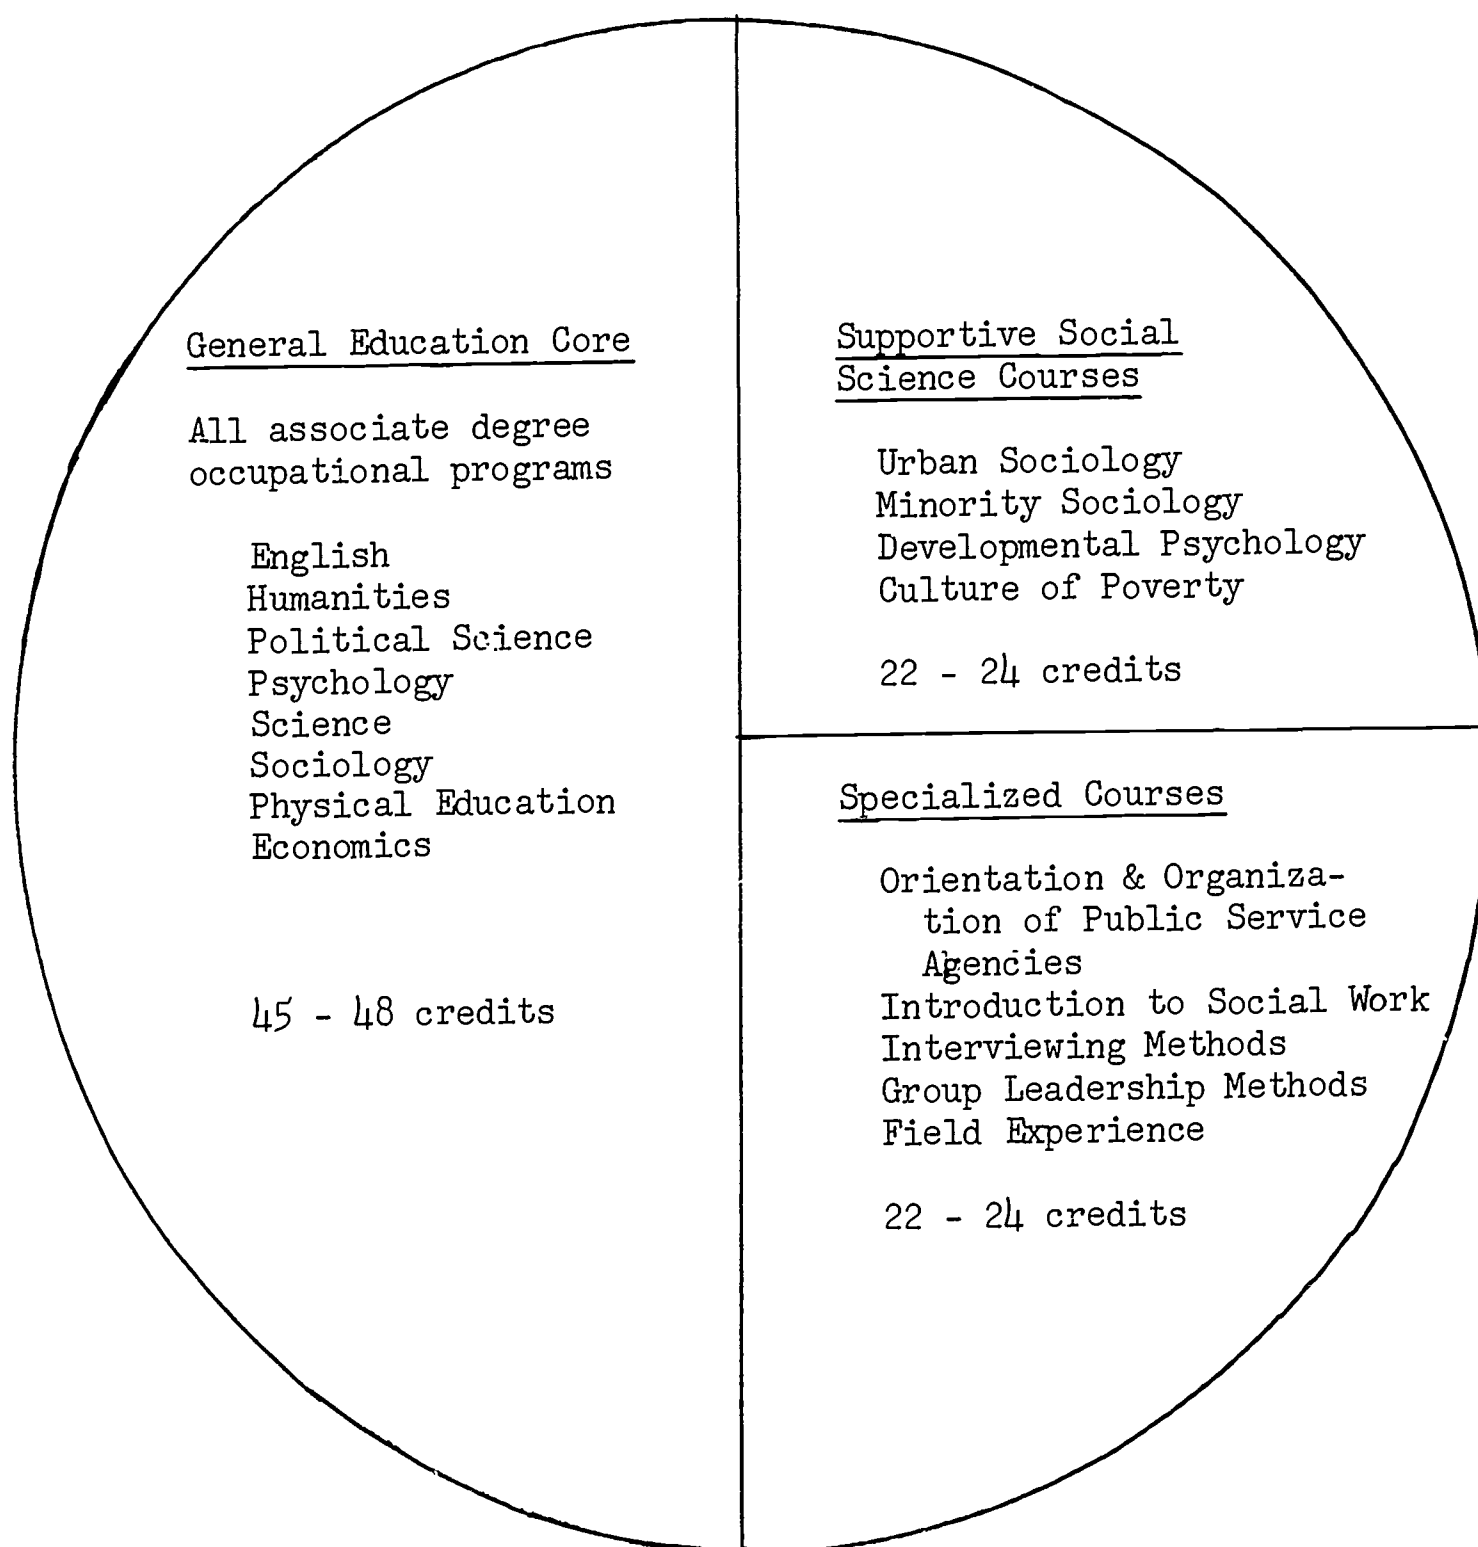 General Education Core
All associate degree
occupational programs
English
Humanities
Political Science
Psychology
Science
Sociology
Physical Education
Economics
45 - 48 credits
Supportive Social
Science Courses
Urban Sociology
Minority Sociology
Developmental Psychology
Culture of Poverty
22 - 24 credits
Specialized Courses
Orientation & Organiza-
tion of Public Service
Agencies
Introduction to Social Work
Interviewing Methods
Group Leadership Methods
Field Experience
22 - 24 credits